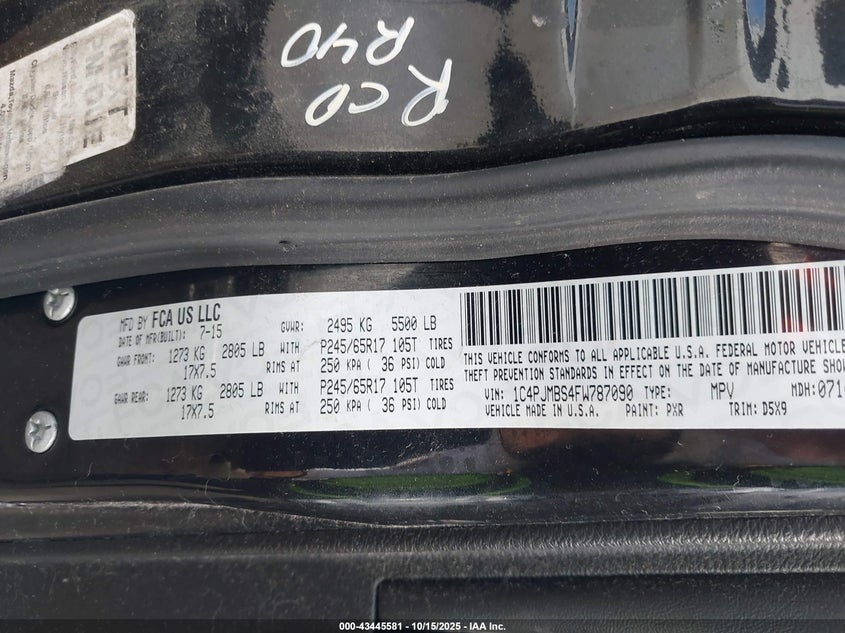 RCD
R40
MFD BY FCA US LLC
DATE OF MFR(BUILT): 7-15 GVWR: 2495 KG 5500 LB
GAWR FRONT: 1273 KG 2805 LB WITH P245/65R17 105T TIRES
17X7.5 RIMS AT 250 KPA ( 36 PSI) COLD
GAWR REAR: 1273 KG 2805 LB WITH P245/65R17 105T TIRES
17X7.5 RIMS AT 250 KPA ( 36 PSI) COLD
THIS VEHICLE CONFORMS TO ALL APPLICABLE U.S.A. FEDERAL MOTOR VEHICLE
THEFT PREVENTION STANDARDS IN EFFECT ON THE DATE OF MANUFACTURE SHOW
VIN: 1C4PJMBS4FW787090 TYPE: MPV MDH:071
VEHICLE MADE IN U.S.A. PAINT: PXR TRIM: D5X9
000-43445581 - 10/15/2025 - IAA Inc.